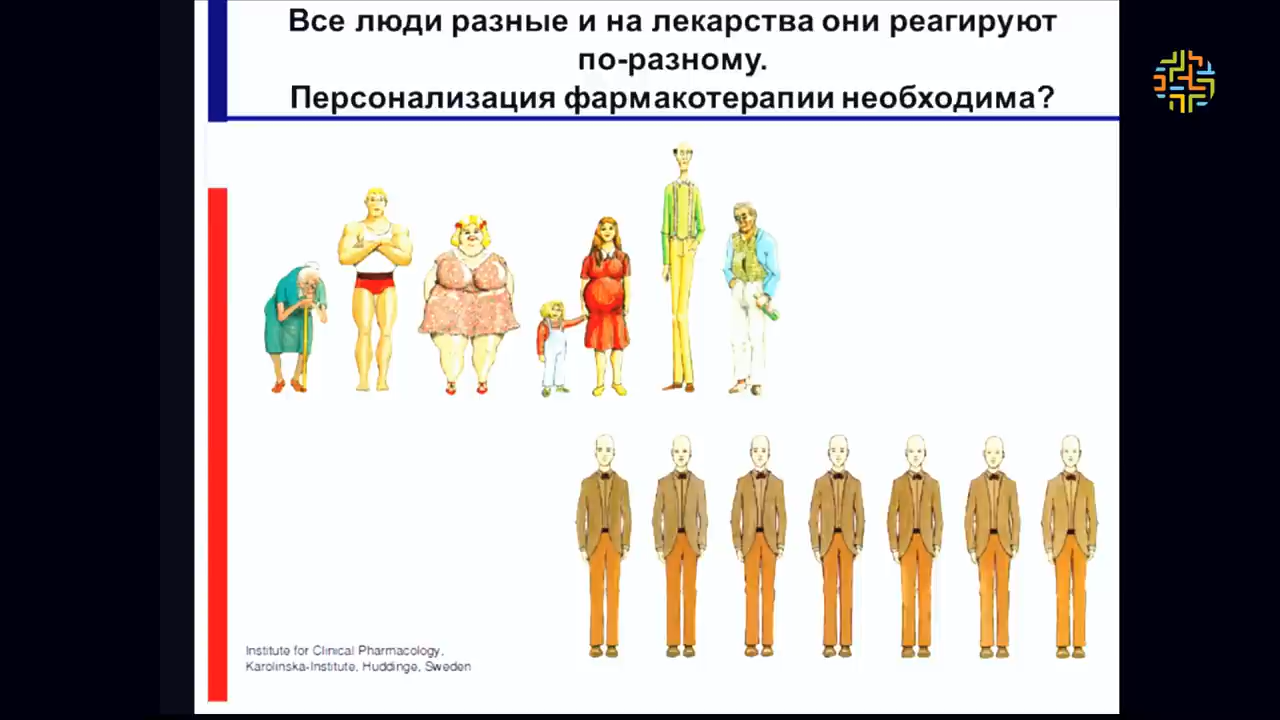 Все люди разные и на лекарства они реагируют
по-разному.
Персонализация фармакотерапии необходима?
Institute for Clinical Pharmacology,
Karolinska-Institute, Huddinge, Sweden